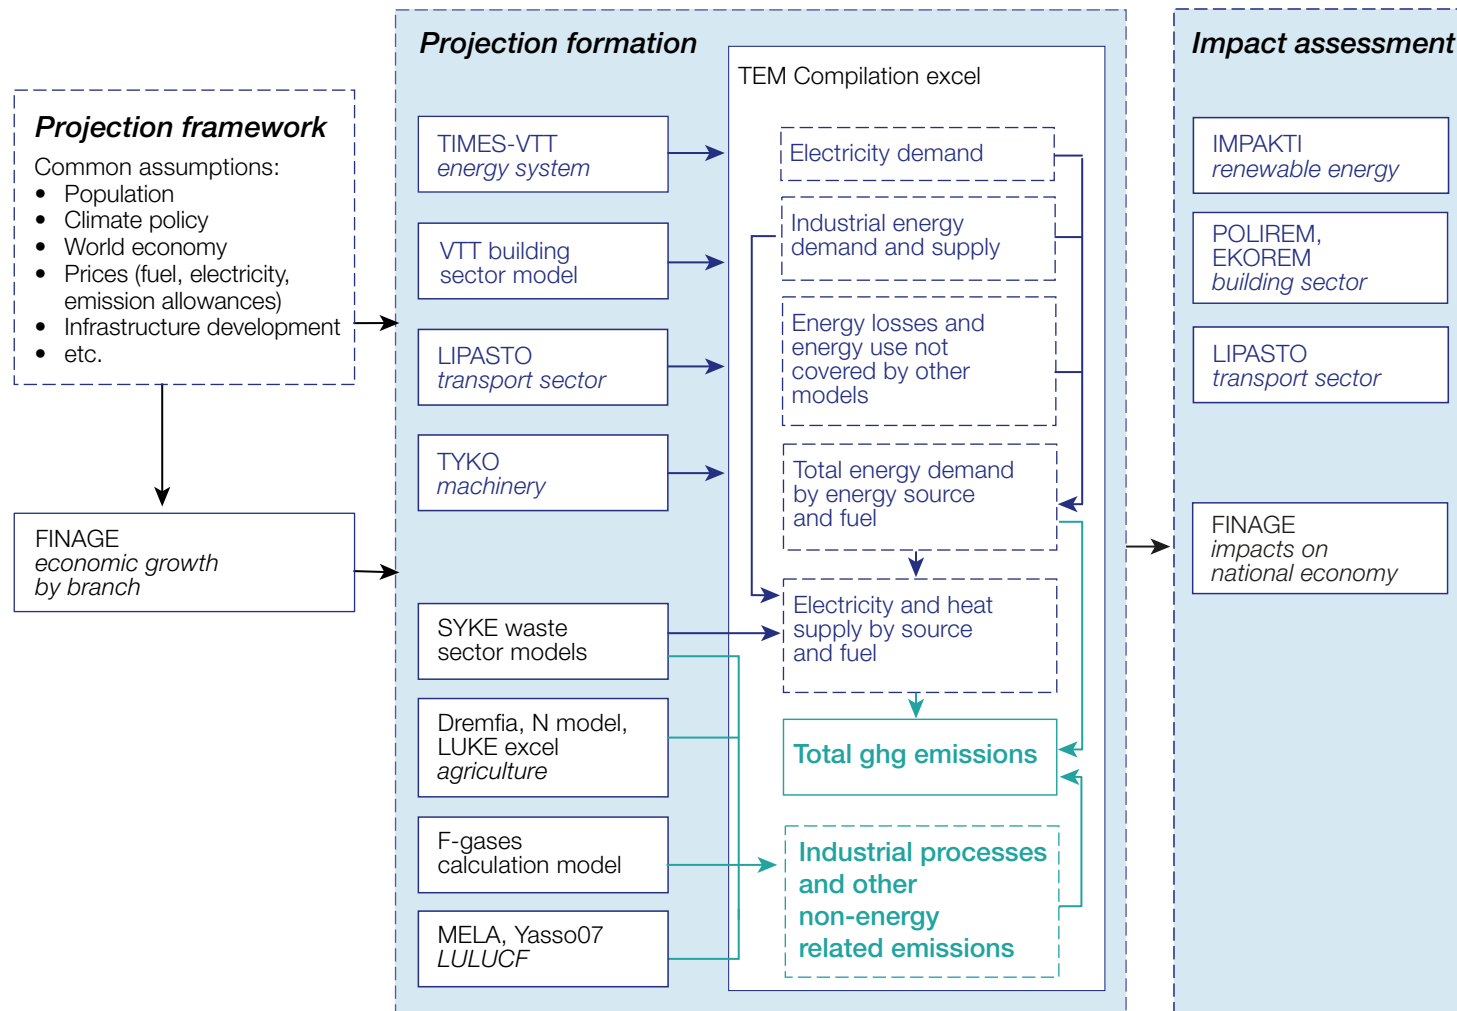 Projection framework
Common assumptions:
• Population
• Climate policy
• World economy
• Prices (fuel, electricity,
emission allowances)
• Infrastructure development
• etc.
FINAGE
economic growth
by branch
Projection formation
TIMES-VTT
energy system
VTT building
sector model
LIPASTO
transport sector
TYKO
machinery
SYKE waste
sector models
Dremfia, N model,
LUKE excel
agriculture
F-gases
calculation model
MELA, Yasso07
LULUCF
TEM Compilation excel
Electricity demand
Industrial energy
demand and supply
Energy losses and
energy use not
covered by other
models
Total energy demand
by energy source
and fuel
Electricity and heat
supply by source
and fuel
Total ghg emissions
Industrial processes
and other
non-energy
related emissions
Impact assessment
IMPAKTI
renewable energy
POLIREM,
EKOREM
building sector
LIPASTO
transport sector
FINAGE
impacts on
national economy